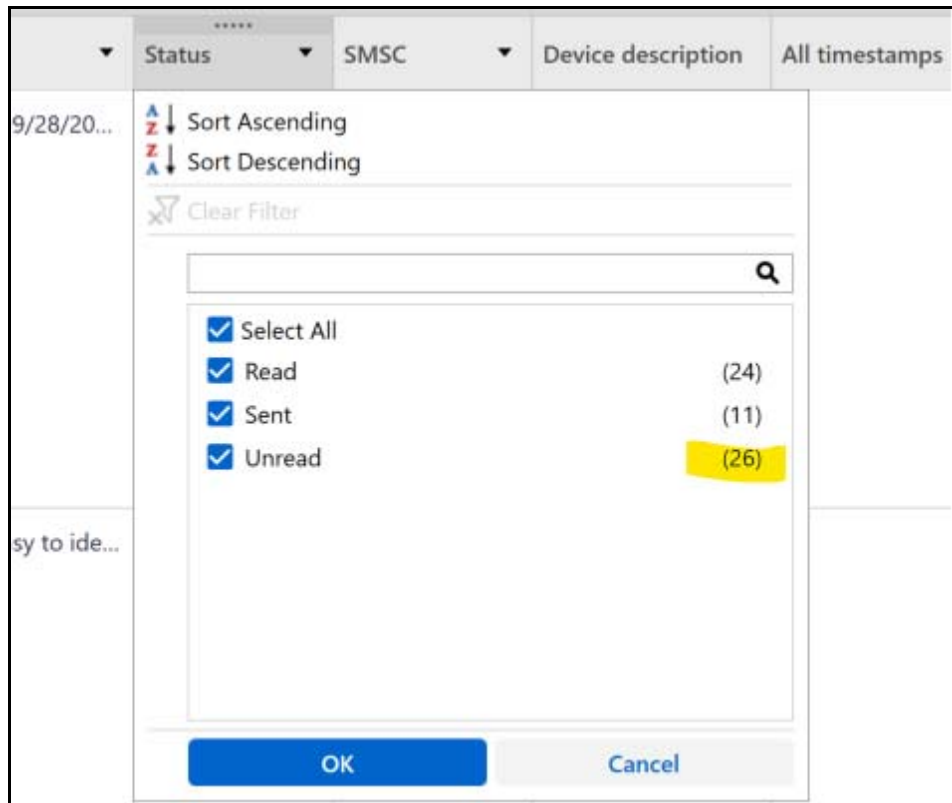 Status SMSC Device description All timestamps
9/28/20...
Sort Ascending
Sort Descending
Clear Filter
Select All
Read (24)
Sent (11)
Unread (26)
sy to ide...
OK Cancel